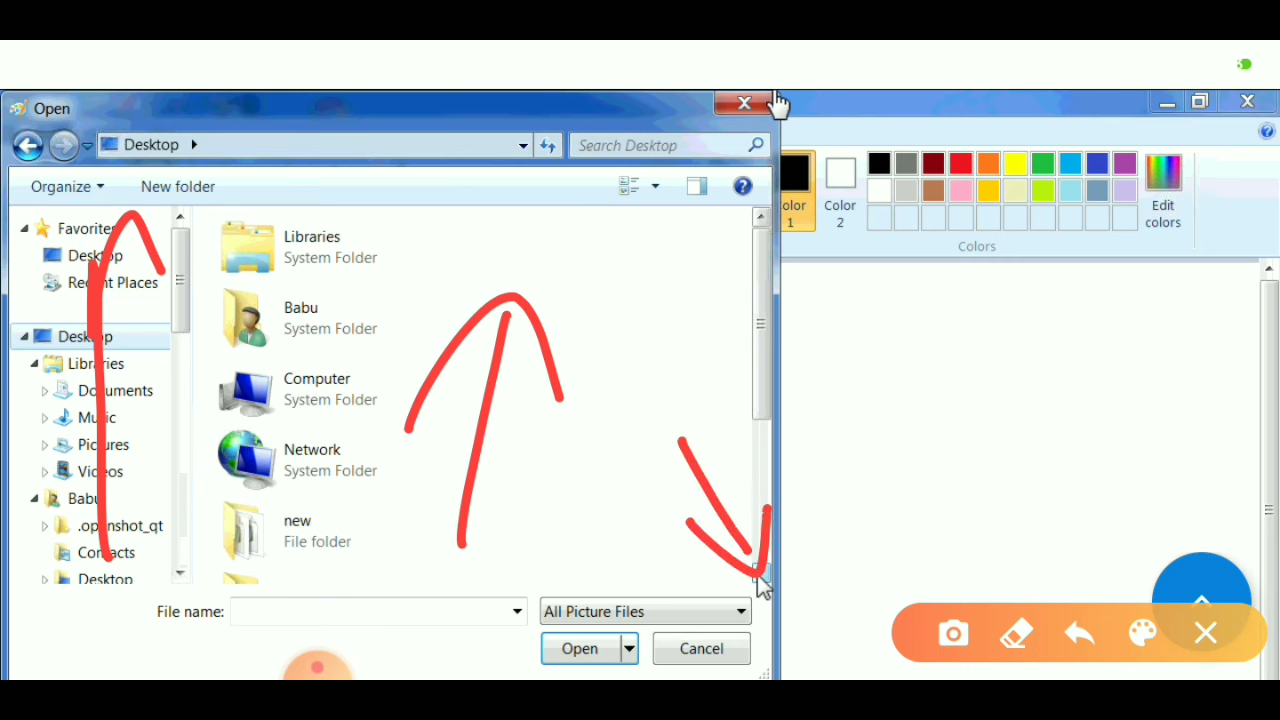 Open
Desktop
Search Desktop
Organize
New folder
Favorites
Desktop
Recent Places
Desktop
Libraries
Documents
Music
Pictures
Videos
Babu
.openshot_qt
Contacts
Desktop
Libraries
System Folder
Babu
System Folder
Computer
System Folder
Network
System Folder
new
File folder
File name:
All Picture Files
Open
Cancel
Color
1
Color
2
Edit
colors
Colors